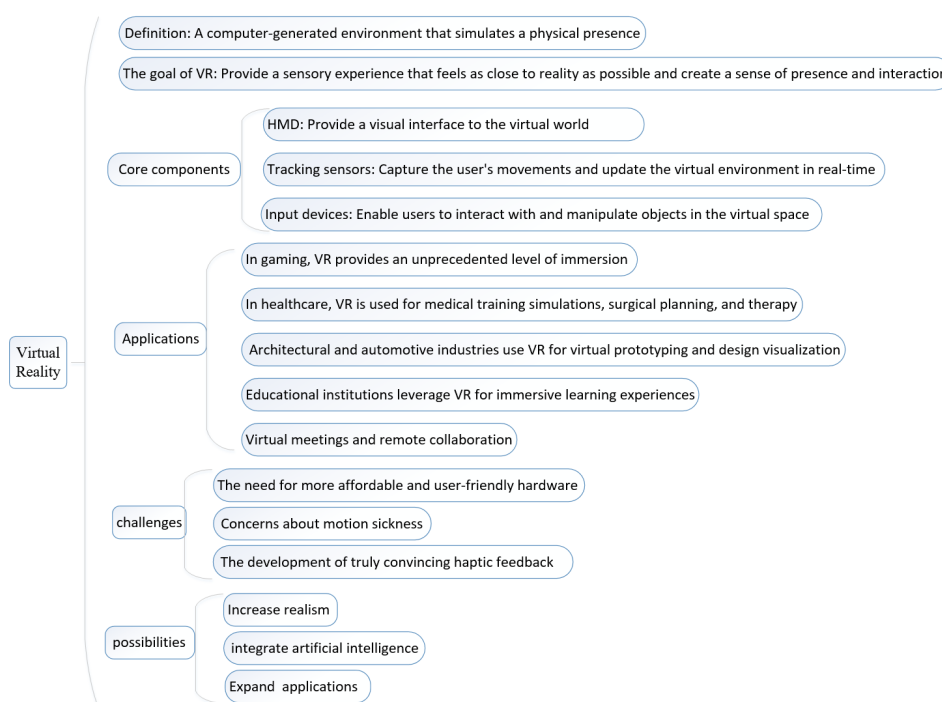 Definition: A computer-generated environment that simulates a physical presence
The goal of VR: Provide a sensory experience that feels as close to reality as possible and create a sense of presence and interaction
Core components
HMD: Provide a visual interface to the virtual world
Tracking sensors: Capture the user's movements and update the virtual environment in real-time
Input devices: Enable users to interact with and manipulate objects in the virtual space
Virtual
Reality
Applications
In gaming, VR provides an unprecedented level of immersion
In healthcare, VR is used for medical training simulations, surgical planning, and therapy
Architectural and automotive industries use VR for virtual prototyping and design visualization
Educational institutions leverage VR for immersive learning experiences
Virtual meetings and remote collaboration
challenges
The need for more affordable and user-friendly hardware
Concerns about motion sickness
The development of truly convincing haptic feedback
possibilities
Increase realism
integrate artificial intelligence
Expand  applications